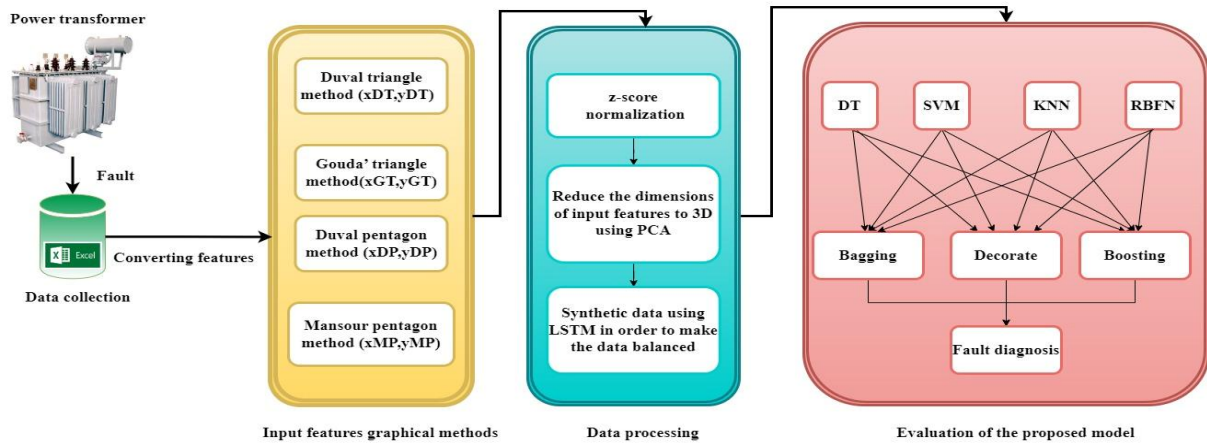 Power transformer
Fault
Excel
Data collection
Converting features
Duval triangle
method (xDT,yDT)
Gouda’ triangle
method(xGT,yGT)
Duval pentagon
method (xDP,yDP)
Mansour pentagon
method (xMP,yMP)
Input features graphical methods
z-score
normalization
Reduce the dimensions
of input features to 3D
using PCA
Synthetic data using
LSTM in order to make
the data balanced
Data processing
DT
SVM
KNN
RBFN
Bagging
Decorate
Boosting
Fault diagnosis
Evaluation of the proposed model